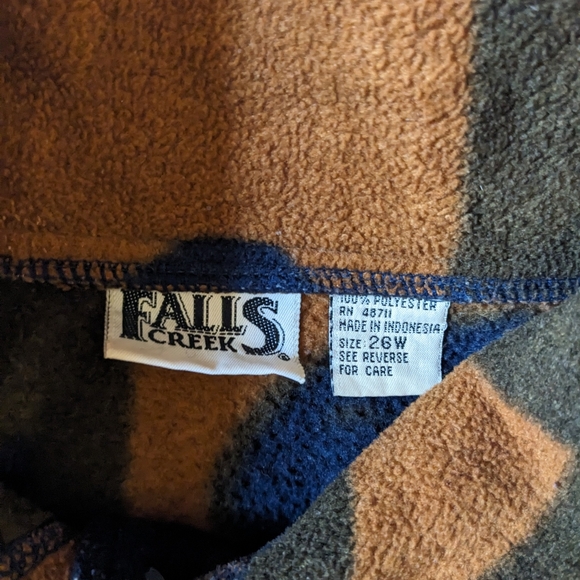 FALLS
CREEK®
100% POLYESTER
RN 48711
MADE IN INDONESIA
SIZE: 26W
SEE REVERSE
FOR CARE